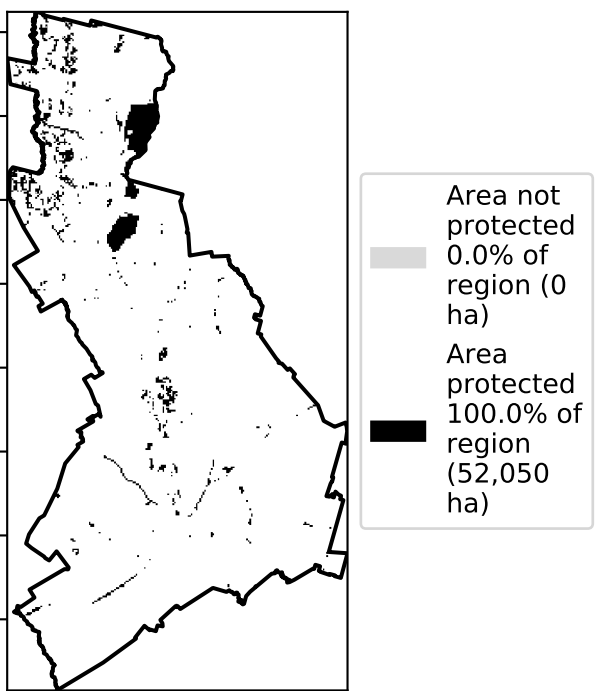 Area not
protected
0.0% of
region (0
ha)
Area
protected
100.0% of
region
(52,050
ha)